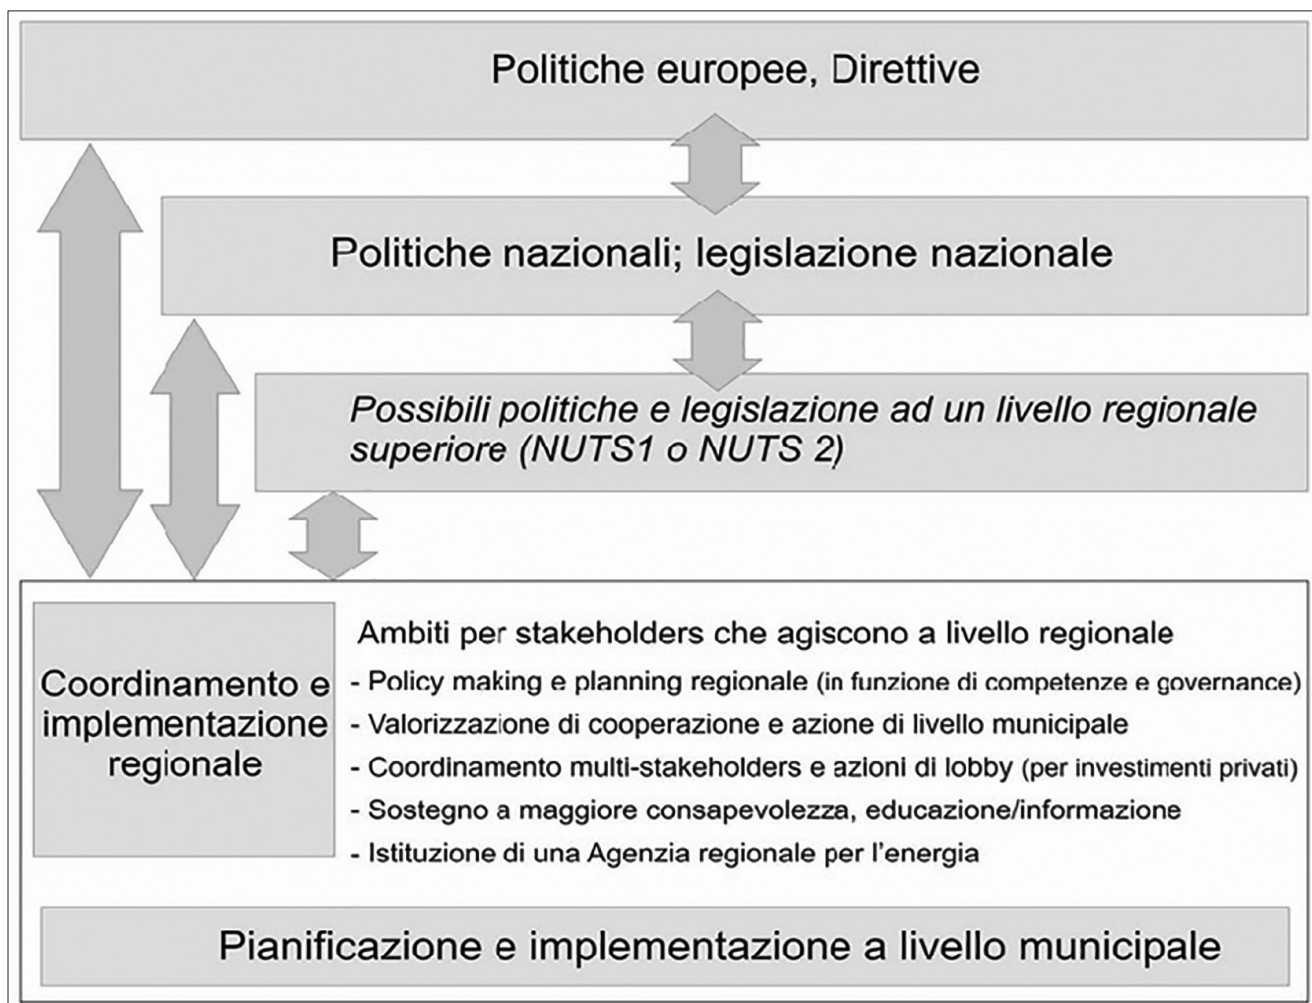 Politiche europee, Direttive
Politiche nazionali; legislazione nazionale
Possibili politiche e legislazione ad un livello regionale
superiore (NUTS1 o NUTS 2)
Coordinamento e
implementazione
regionale
Ambiti per stakeholders che agiscono a livello regionale
- Policy making e planning regionale (in funzione di competenze e governance)
- Valorizzazione di cooperazione e azione di livello municipale
- Coordinamento multi-stakeholders e azioni di lobby (per investimenti privati)
- Sostegno a maggiore consapevolezza, educazione/informazione
- Istituzione di una Agenzia regionale per l'energia
Pianificazione e implementazione a livello municipale